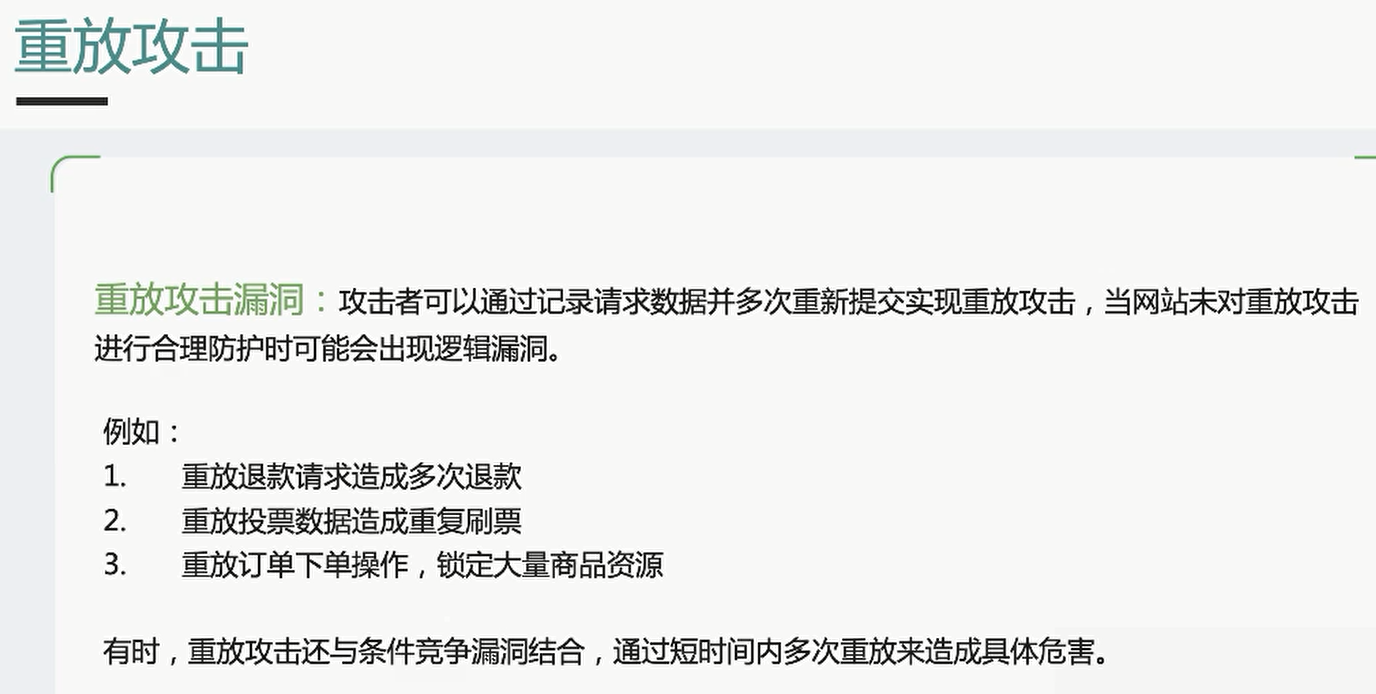 重放攻击
重放攻击漏洞：攻击者可以通过记录请求数据并多次重新提交实现重放攻击，当网站未对重放攻击
进行合理防护时可能会出现逻辑漏洞。
例如：
1. 重放退款请求造成多次退款
2. 重放投票数据造成重复刷票
3. 重放订单下单操作，锁定大量商品资源
有时，重放攻击还与条件竞争漏洞结合，通过短时间内多次重放来造成具体危害。